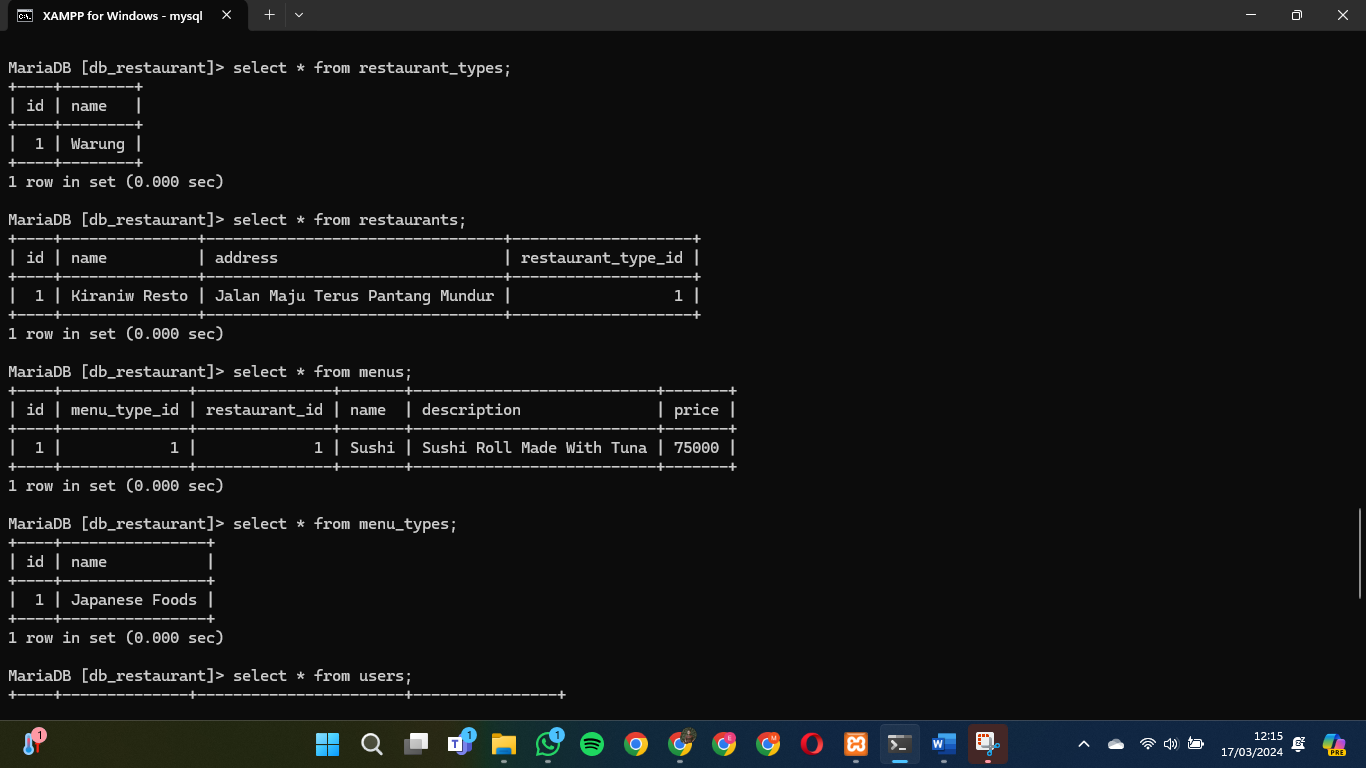 XAMPP for Windows - mysql
MariaDB [db_restaurant]> select * from restaurant_types;
+----+--------+
| id | name   |
+----+--------+
|  1 | Warung |
+----+--------+
1 row in set (0.000 sec)
MariaDB [db_restaurant]> select * from restaurants;
+----+---------------+---------------------------------+--------------------+
| id | name          | address                         | restaurant_type_id |
+----+---------------+---------------------------------+--------------------+
|  1 | Kiraniw Resto | Jalan Maju Terus Pantang Mundur |                  1 |
+----+---------------+---------------------------------+--------------------+
1 row in set (0.000 sec)
MariaDB [db_restaurant]> select * from menus;
+----+--------------+---------------+-------+---------------------------+-------+
| id | menu_type_id | restaurant_id | name  | description               | price |
+----+--------------+---------------+-------+---------------------------+-------+
|  1 |            1 |             1 | Sushi | Sushi Roll Made With Tuna | 75000 |
+----+--------------+---------------+-------+---------------------------+-------+
1 row in set (0.000 sec)
MariaDB [db_restaurant]> select * from menu_types;
+----+----------------+
| id | name           |
+----+----------------+
|  1 | Japanese Foods |
+----+----------------+
1 row in set (0.000 sec)
MariaDB [db_restaurant]> select * from users;
+----+--------------+-----------------------+----------------+
1
1
1
12:15
17/03/2024
PRE